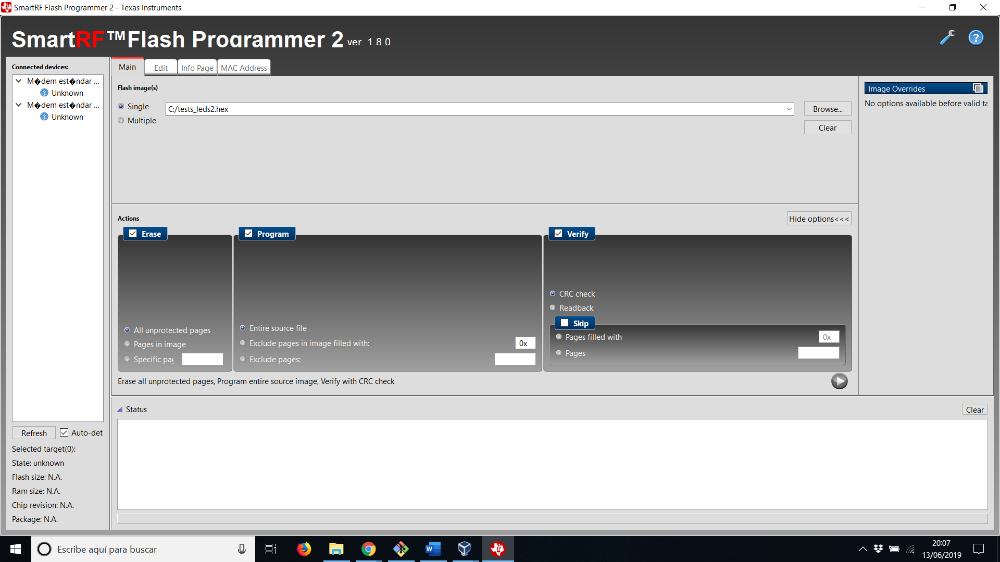 SmartRF Flash Programmer 2 - Texas Instruments
SmartRF™Flash Programmer 2 ver. 1.8.0
Connected devices:
M�dem est�ndar ...
Unknown
M�dem est�ndar ...
Unknown
Refresh
Auto-det
Selected target(0):
State: unknown
Flash size: N.A.
Ram size: N.A.
Chip revision: N.A.
Package: N.A.
Main
Edit
Info Page
MAC Address
Flash image(s)
Single
C:/tests_leds2.hex
Browse...
Multiple
Clear
Image Overrides
No options available before valid ta
Actions
Hide options<<<
Erase
All unprotected pages
Pages in image
Specific pag
Program
Entire source file
Exclude pages in image filled with:
0x
Exclude pages:
Verify
CRC check
Readback
Skip
Pages filled with
0x
Pages
Erase all unprotected pages, Program entire source image, Verify with CRC check
Status
Clear
Escribe aquí para buscar
20:07
13/06/2019